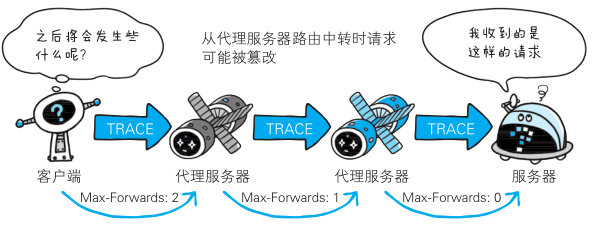 之后将会发生些
什么呢?
从代理服务器路由中转时请求
可能被篡改
我收到的是
这样的请求
?
TRACE
TRACE
TRACE
客户端
代理服务器
代理服务器
服务器
Max-Forwards: 2
Max-Forwards: 1
Max-Forwards: 0